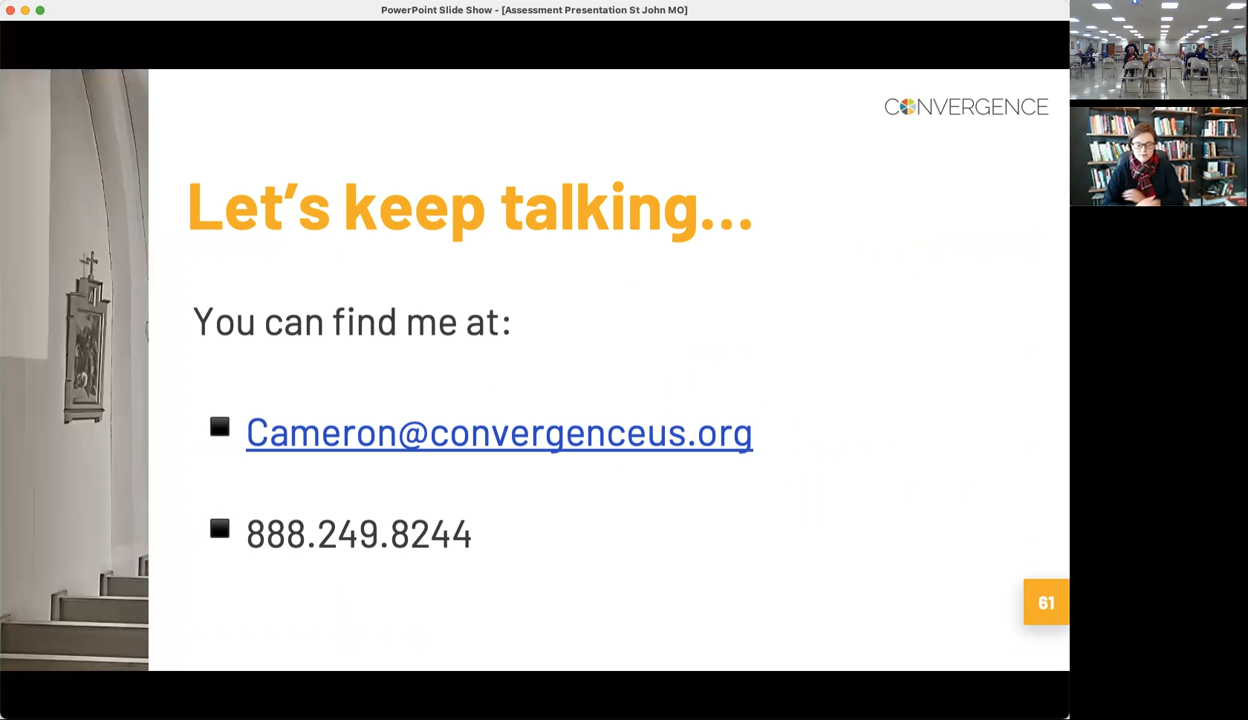 PowerPoint Slide Show - [Assessment Presentation St John MO]
CONVERGENCE
Let’s keep talking...
You can find me at:
Cameron@convergenceus.org
888.249.8244
61